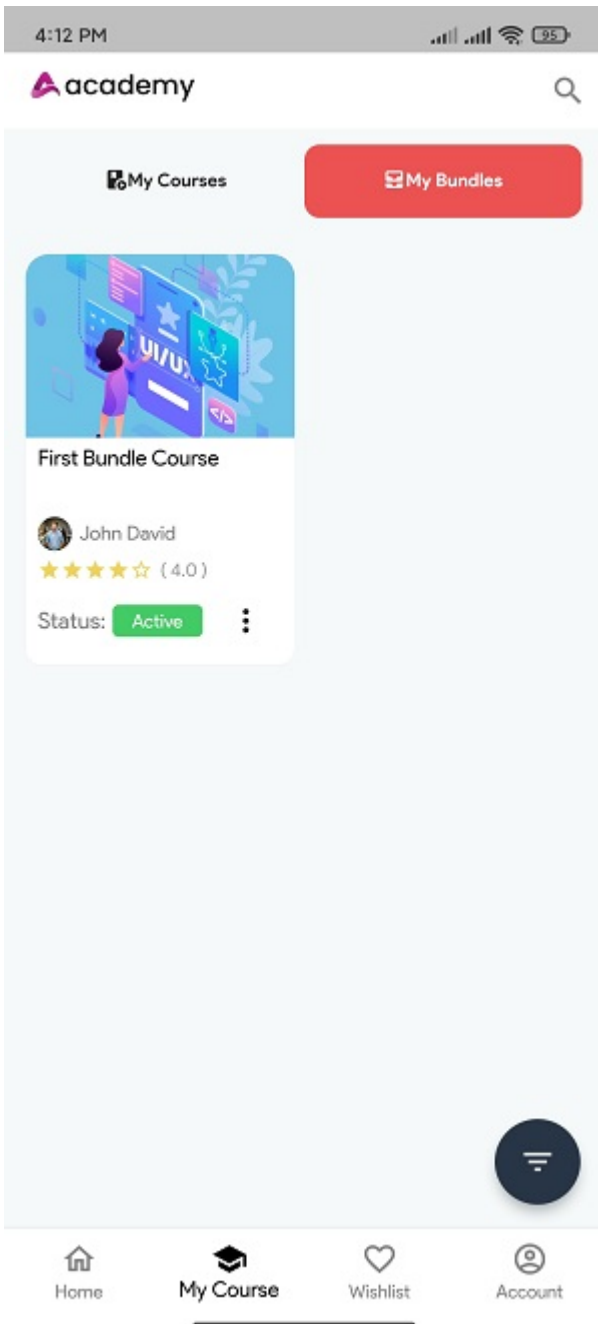 4:12 PM 95
academy
My Courses My Bundles
UI/UX
</>
First Bundle Course
John David
( 4.0 )
Status: Active
Home My Course Wishlist Account